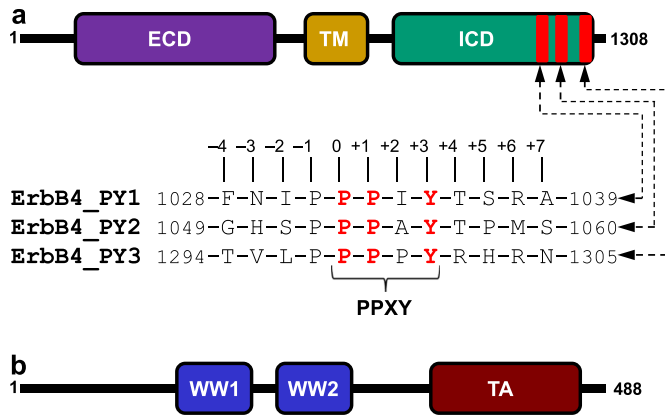 a
1 ECD TM ICD 1308
−4 −3 −2 −1 0 +1 +2 +3 +4 +5 +6 +7
ErbB4_PY1 1028–F–N–I–P–P–P–I–Y–T–S–R–A–1039
ErbB4_PY2 1049–G–H–S–P–P–P–A–Y–T–P–M–S–1060
ErbB4_PY3 1294–T–V–L–P–P–P–P–Y–R–H–R–N–1305
PPXY
b
1 WW1 WW2 TA 488